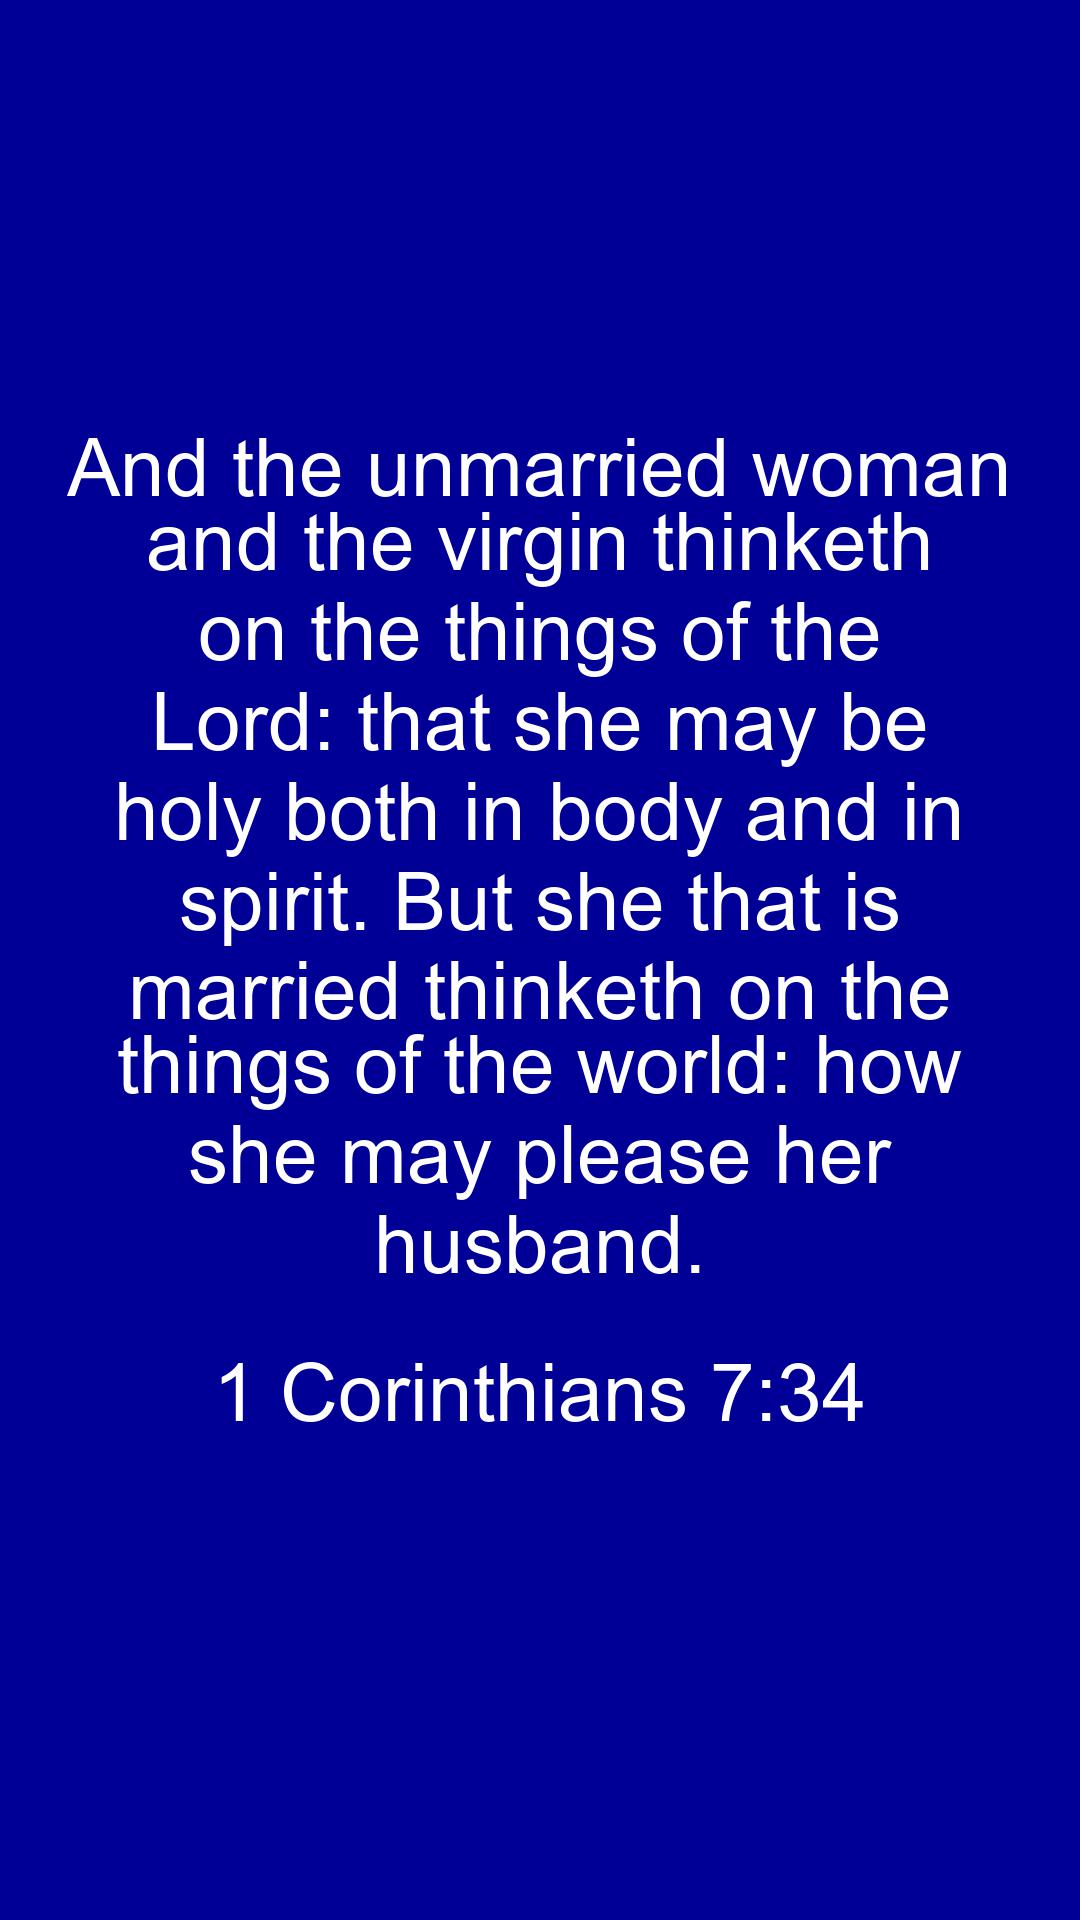 And the unmarried woman
and the virgin thinketh
on the things of the
Lord: that she may be
holy both in body and in
spirit. But she that is
married thinketh on the
things of the world: how
she may please her
husband.
1 Corinthians 7:34